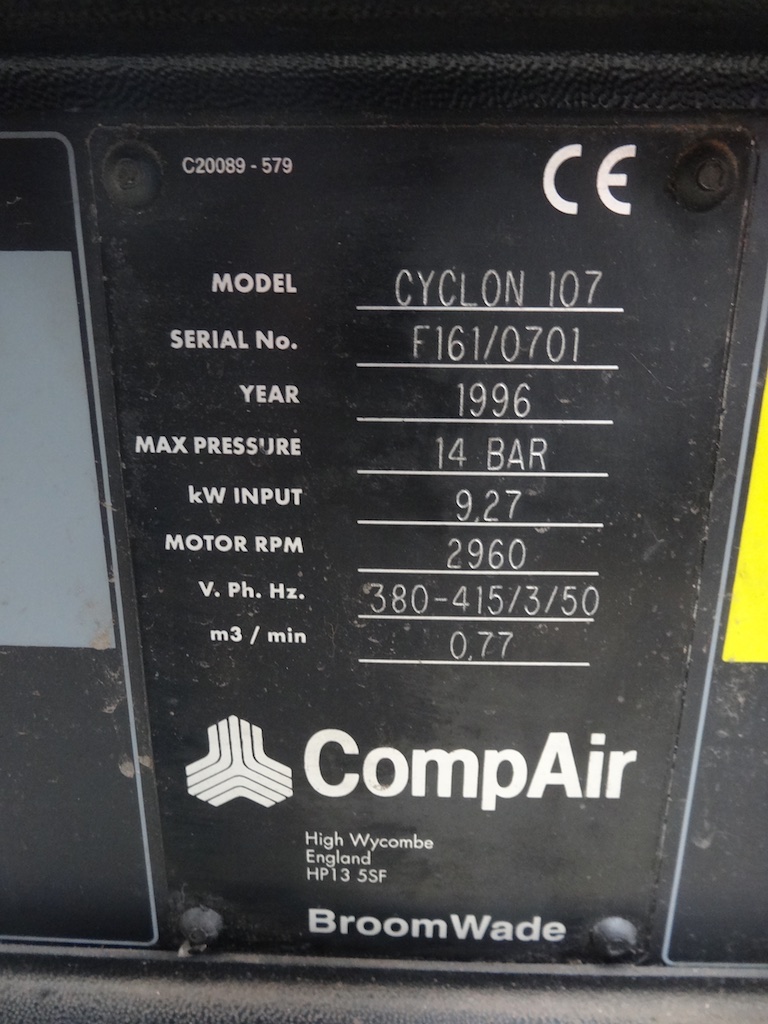 C20089 - 579 CE
MODEL CYCLON 107
SERIAL No. F161/0701
YEAR 1996
MAX PRESSURE 14 BAR
kW INPUT 9,27
MOTOR RPM 2960
V. Ph. Hz. 380-415/3/50
m3 / min 0,77
CompAir
High Wycombe
England
HP13 5SF
BroomWade